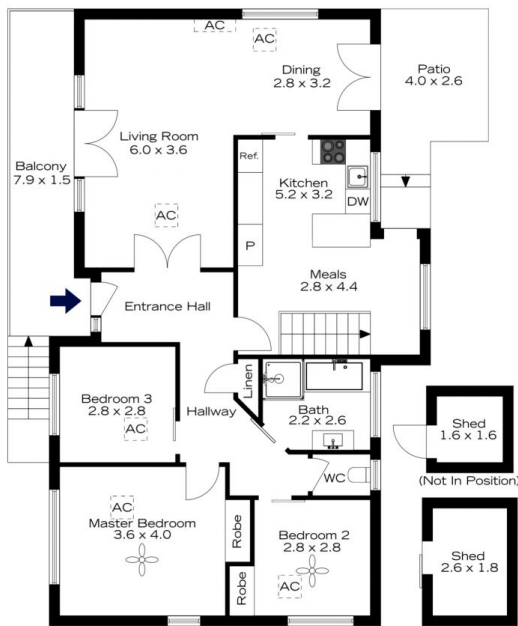 AC
AC
Dining
2.8 x 3.2
Patio
4.0 x 2.6
Living Room
6.0 x 3.6
Balcony
7.9 x 1.5
Ref.
Kitchen
5.2 x 3.2
DW
AC
P
Meals
2.8 x 4.4
Entrance Hall
Linen
Bedroom 3
2.8 x 2.8
AC
Hallway
Bath
2.2 x 2.6
Shed
1.6 x 1.6
(Not In Position)
WC
AC
Master Bedroom
3.6 x 4.0
Robe
Robe
Bedroom 2
2.8 x 2.8
AC
Shed
2.6 x 1.8